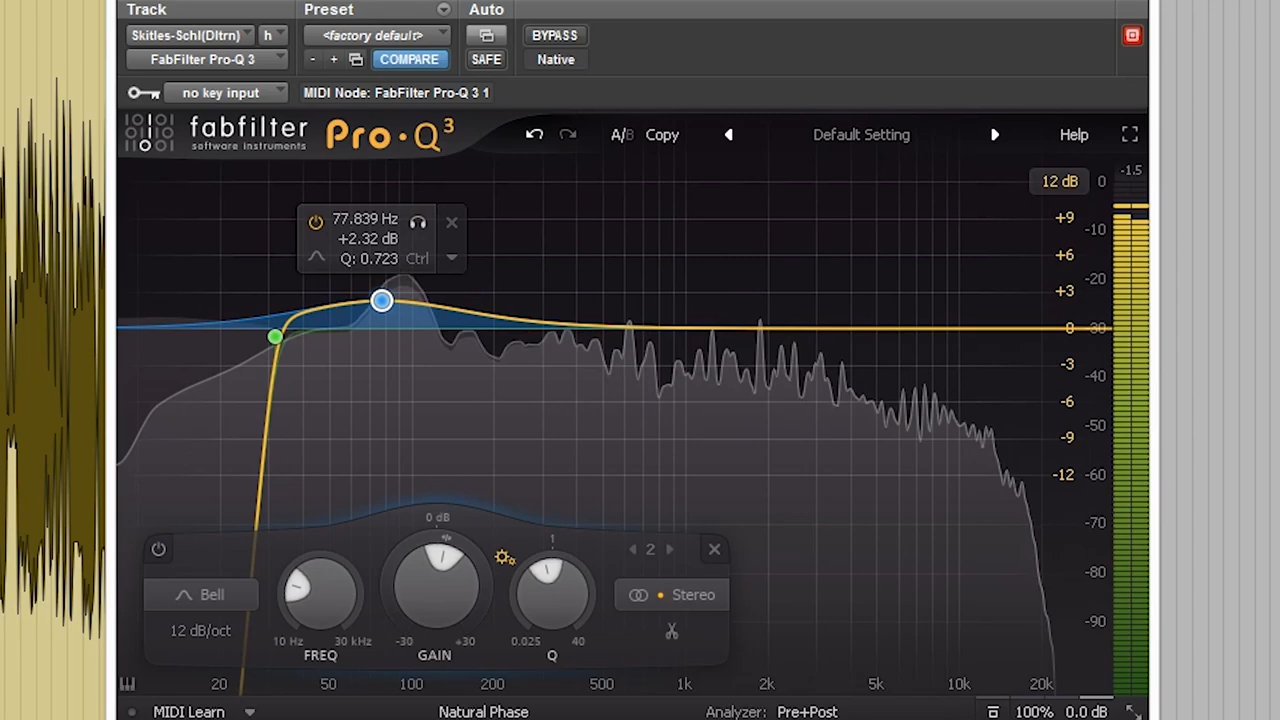 Track Preset Auto
Skitles-Schl(Dltrn) h <factory default> BYPASS
FabFilter Pro-Q 3 - + COMPARE SAFE Native
no key input MIDI Node: FabFilter Pro-Q 3 1
fabfilter Pro·Q3 A/B Copy Default Setting Help
software instruments
-1.5
12 dB 0
77.839 Hz +9
+2.32 dB -10
Q: 0.723 Ctrl +6
-20
+3
0 -30
-3 -40
-6
-50
-9
-12 -60
0 dB -70
1 2
-80
Bell Stereo
-90
12 dB/oct
10 Hz 30 kHz -30 +30 0.025 40
FREQ GAIN Q
20 50 100 200 500 1k 2k 5k 10k 20k
MIDI Learn Natural Phase Analyzer: Pre+Post 100% 0.0 dB